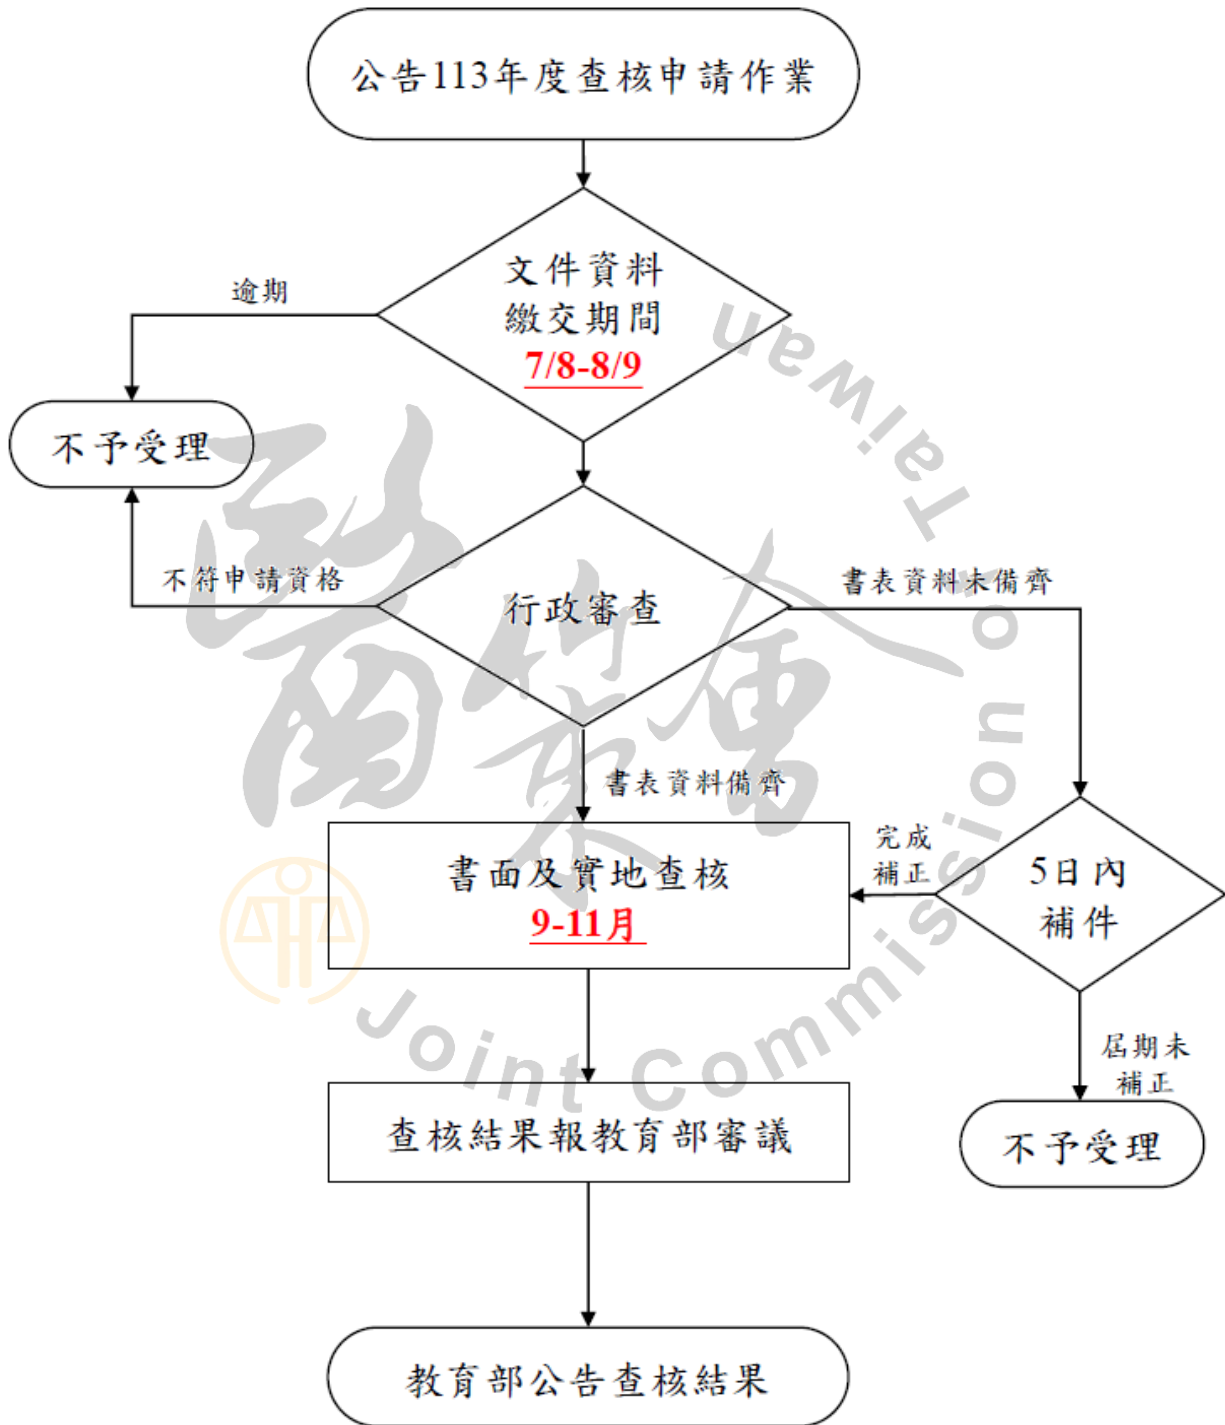 公告113年度查核申請作業
文件資料
繳交期間
7/8-8/9
逾期
不予受理
不符申請資格
行政審查
書表資料未備齊
書表資料備齊
書面及實地查核
9-11月
完成
補正
5日內
補件
屆期未
補正
不予受理
查核結果報教育部審議
教育部公告查核結果
醫策會
Joint Commission of Taiwan